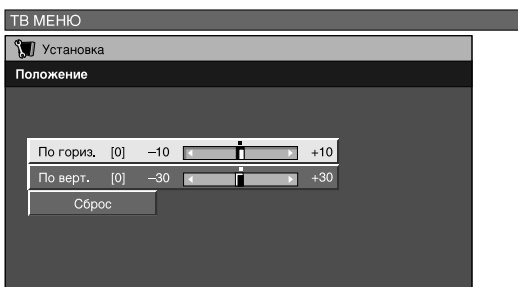 ТВ МЕНЮ
Установка
Положение
По гориз. [0] –10 +10
По верт. [0] –30 +30
Сброс